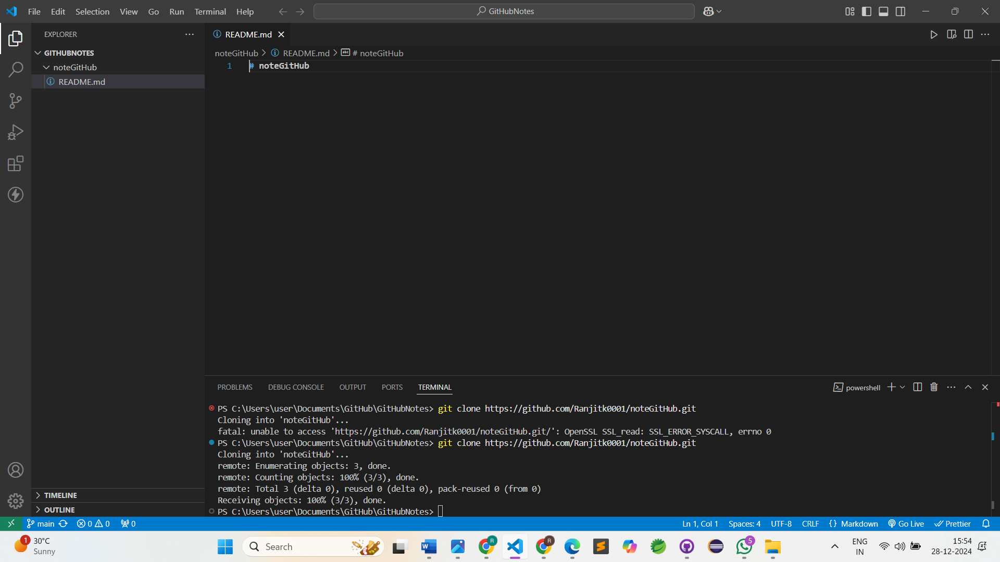 File Edit Selection View Go Run Terminal Help
GitHubNotes
EXPLORER
GITHUBNOTES
noteGitHub
README.md
TIMELINE
OUTLINE
README.md
noteGitHub > README.md > # noteGitHub
1 # noteGitHub
PROBLEMS DEBUG CONSOLE OUTPUT PORTS TERMINAL
powershell
PS C:\Users\user\Documents\GitHub\GitHubNotes> git clone https://github.com/Ranjitk0001/noteGitHub.git
Cloning into 'noteGitHub'...
fatal: unable to access 'https://github.com/Ranjitk0001/noteGitHub.git/': OpenSSL SSL_read: SSL_ERROR_SYSCALL, errno 0
PS C:\Users\user\Documents\GitHub\GitHubNotes> git clone https://github.com/Ranjitk0001/noteGitHub.git
Cloning into 'noteGitHub'...
remote: Enumerating objects: 3, done.
remote: Counting objects: 100% (3/3), done.
remote: Total 3 (delta 0), reused 0 (delta 0), pack-reused 0 (from 0)
Receiving objects: 100% (3/3), done.
PS C:\Users\user\Documents\GitHub\GitHubNotes>
main 0 0 0 Ln 1, Col 1 Spaces: 4 UTF-8 CRLF {} Markdown Go Live Prettier
1
30°C
Sunny
Search
W
R
R
5
ENG
IN
15:54
28-12-2024